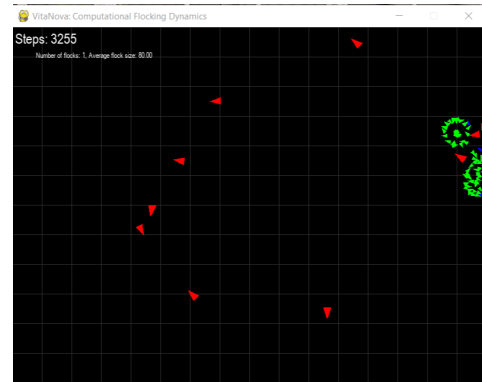 VitaNova: Computational Flocking Dynamics
Steps: 3255
Number of flocks: 1, Average flock size: 80.00